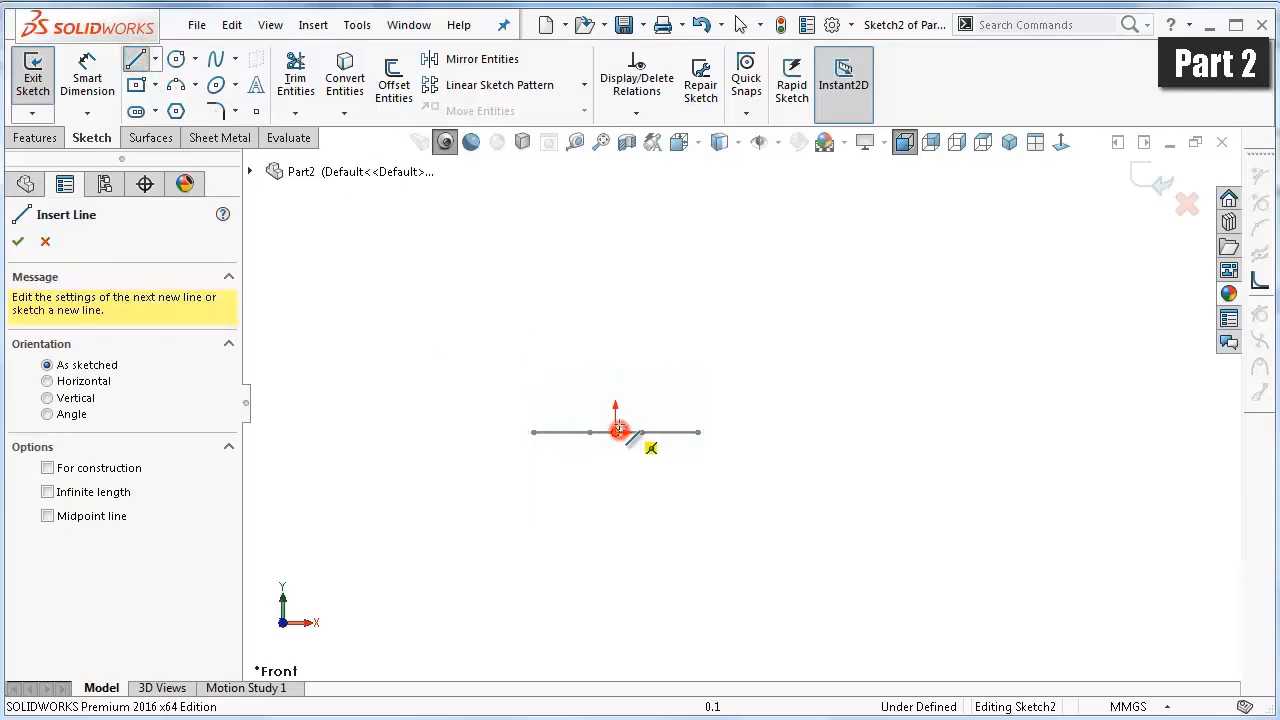 SOLIDWORKS File Edit View Insert Tools Window Help Sketch2 of Par... Search Commands ?
Part 2
Exit Sketch
Smart Dimension
Trim Entities
Convert Entities
Offset Entities
Mirror Entities
Linear Sketch Pattern
Move Entities
Display/Delete Relations
Repair Sketch
Quick Snaps
Rapid Sketch
Instant2D
Features Sketch Surfaces Sheet Metal Evaluate
Part2 (Default<<Default>...
Insert Line ?
Message
Edit the settings of the next new line or
sketch a new line.
Orientation
As sketched
Horizontal
Vertical
Angle
Options
For construction
Infinite length
Midpoint line
Y
X
*Front
Model 3D Views Motion Study 1
SOLIDWORKS Premium 2016 x64 Edition 0.1 Under Defined Editing Sketch2 MMGS